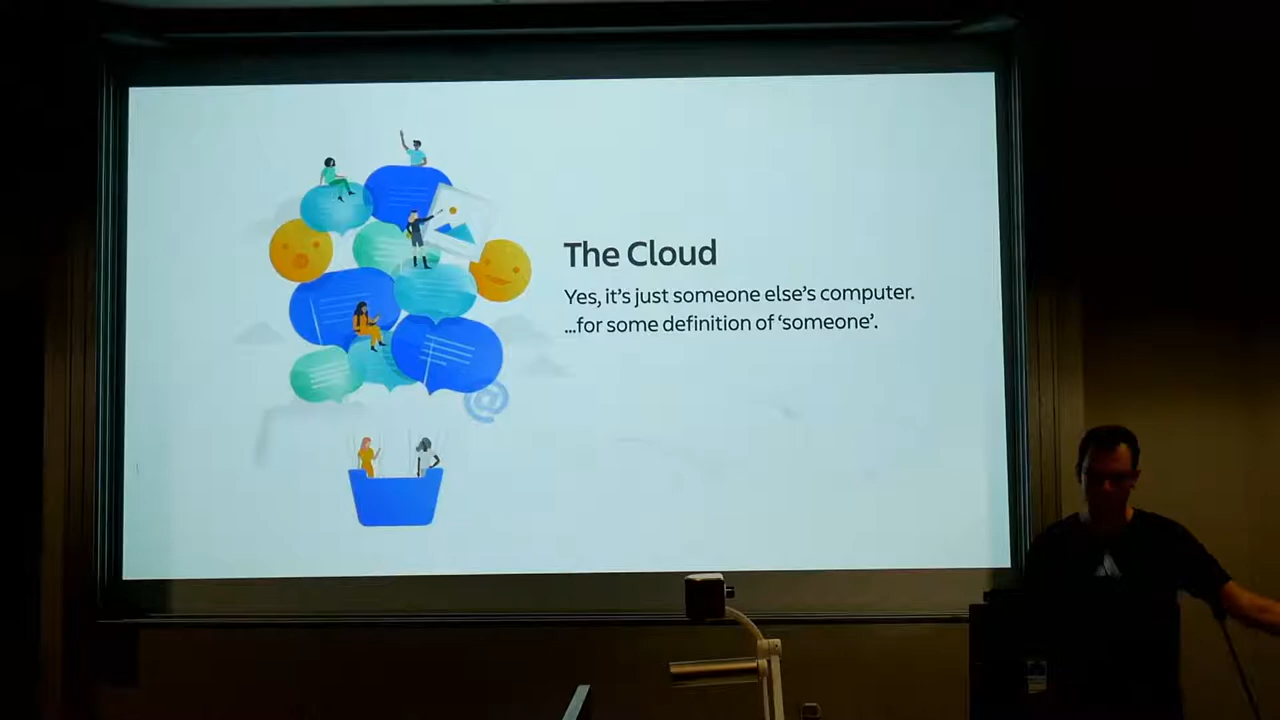 The Cloud
Yes, it's just someone else's computer.
...for some definition of ‘someone’.
@